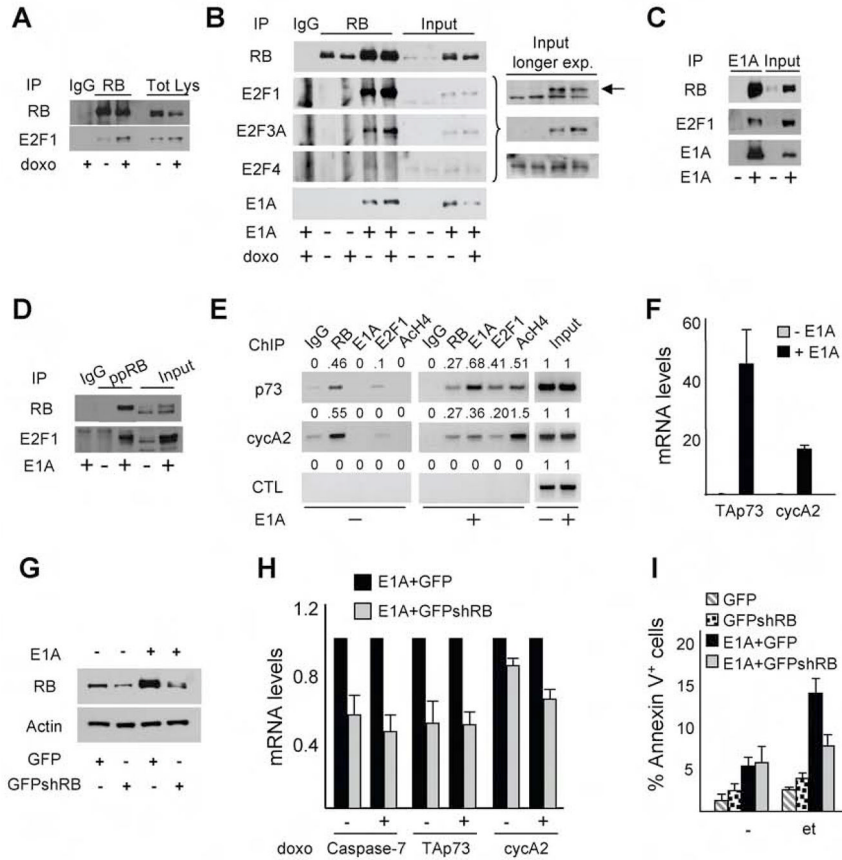 A
IP IgG RB Tot Lys
RB
E2F1
doxo + - + - +
B
IP IgG RB Input
RB
E2F1
E2F3A
E2F4
E1A
E1A + - - + + - - + +
doxo + - + - + - - - +
Input
longer exp.
C
IP E1A Input
RB
E2F1
E1A
E1A - + - +
D
IP IgG ppRB Input
RB
E2F1
E1A + - + - +
E
ChIP IgG RB E1A E2F1 AcH4 IgG RB E1A E2F1 AcH4 Input
0 .46 0 .1 0 0 .27 .68 .41 .51 1 1
p73
0 .55 0 0 0 0 .27 .36 .20 1.5 1 1
cycA2
0 0 0 0 0 0 0 0 0 0 1 1
CTL
E1A - + - +
F
mRNA levels
60
40
20
- E1A
+ E1A
TAp73 cycA2
G
E1A - - + +
RB
Actin
GFP + - + -
GFPshRB - + - +
H
E1A+GFP
E1A+GFPshRB
mRNA levels
1.2
0.8
0.4
- + - + - +
doxo Caspase-7 TAp73 cycA2
I
GFP
GFPshRB
E1A+GFP
E1A+GFPshRB
% Annexin V+ cells
20
15
10
5
- et